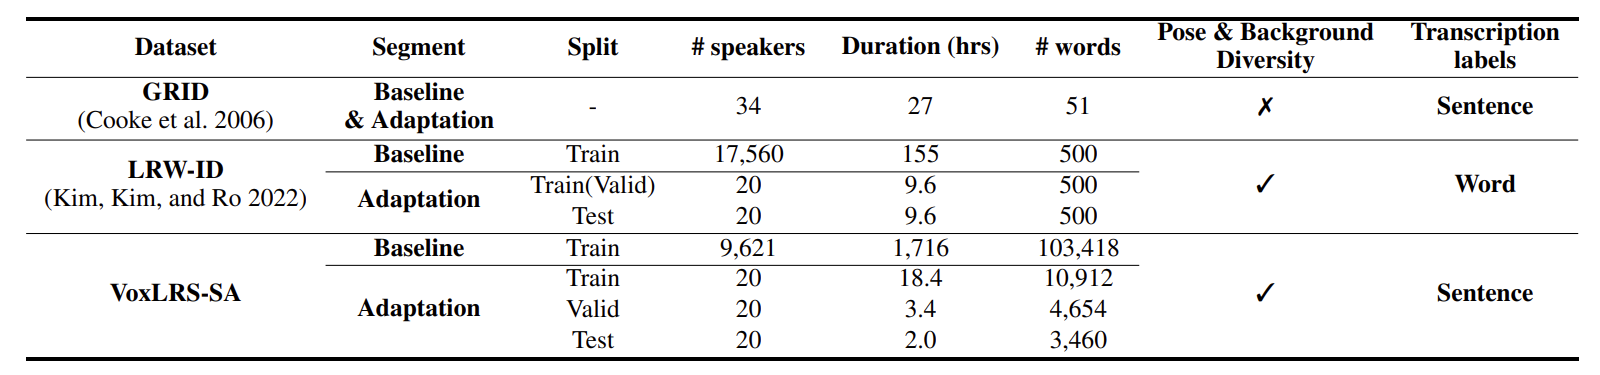 Dataset Segment Split # speakers Duration (hrs) # words Pose & Background Diversity Transcription labels
GRID (Cooke et al. 2006) Baseline & Adaptation - 34 27 51 ✗ Sentence
LRW-ID (Kim, Kim, and Ro 2022) Baseline Train 17,560 155 500 ✓ Word
Adaptation Train(Valid) 20 9.6 500
Test 20 9.6 500
VoxLRS-SA Baseline Train 9,621 1,716 103,418 ✓ Sentence
Adaptation Train 20 18.4 10,912
Valid 20 3.4 4,654
Test 20 2.0 3,460